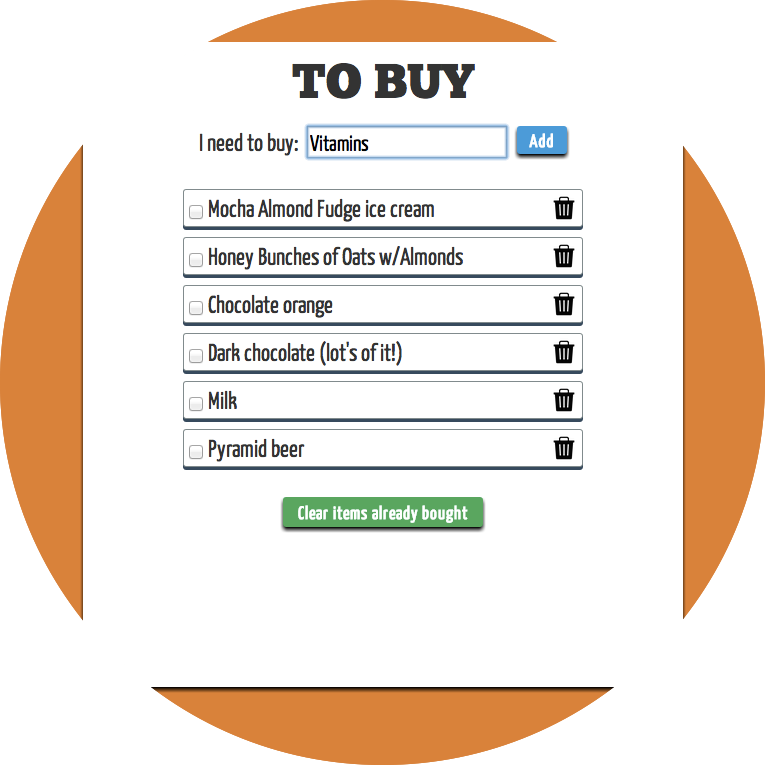 TO BUY
I need to buy: Vitamins Add
Mocha Almond Fudge ice cream
Honey Bunches of Oats w/Almonds
Chocolate orange
Dark chocolate (lot's of it!)
Milk
Pyramid beer
Clear items already bought